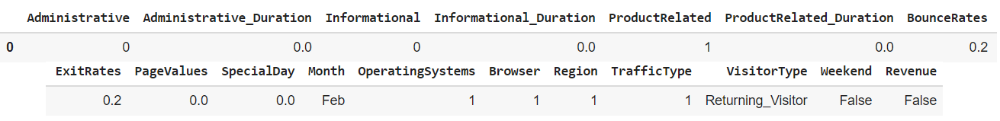 Administrative Administrative_Duration Informational Informational_Duration ProductRelated ProductRelated_Duration BounceRates
0 0 0.0 0 0.0 1 0.0 0.2
ExitRates PageValues SpecialDay Month OperatingSystems Browser Region TrafficType VisitorType Weekend Revenue
0.2 0.0 0.0 Feb 1 1 1 1 Returning_Visitor False False